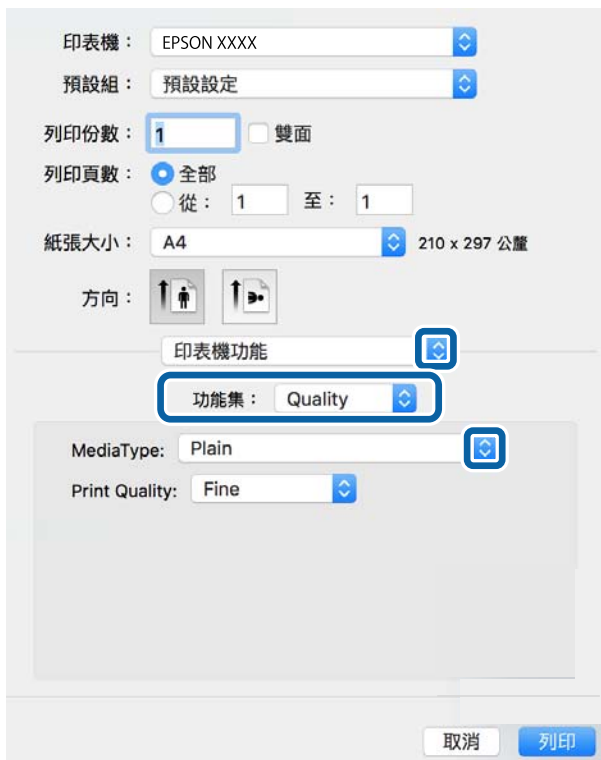 印表機： EPSON XXXX
預設組： 預設設定
列印份數： 1 雙面
列印頁數： 全部
從： 1 至： 1
紙張大小： A4 210 x 297 公釐
方向：
印表機功能
功能集： Quality
MediaType: Plain
Print Quality: Fine
取消 列印